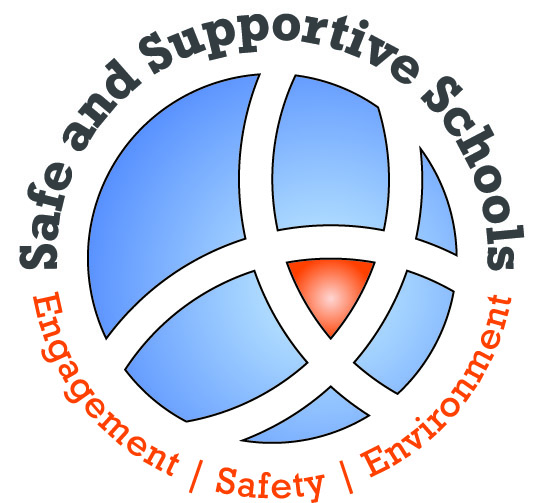 Safe and Supportive Schools
Engagement | Safety | Environment